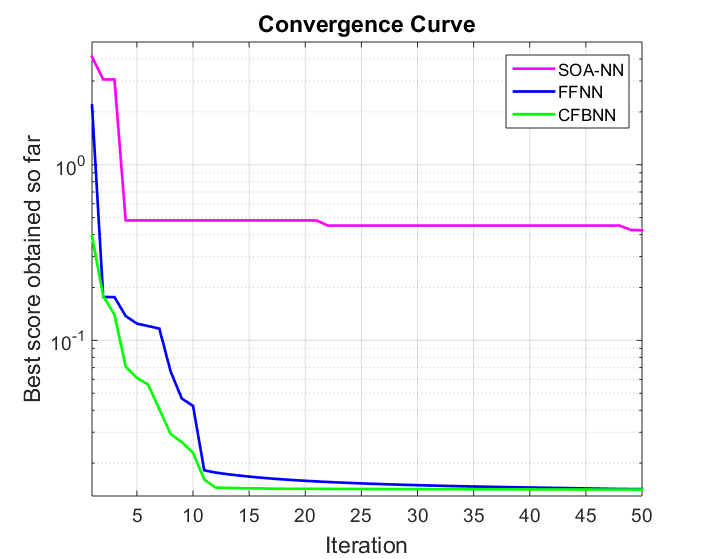 Convergence Curve
SOA-NN
FFNN
CFBNN
Best score obtained so far
10^0
10^-1
5 10 15 20 25 30 35 40 45 50
Iteration